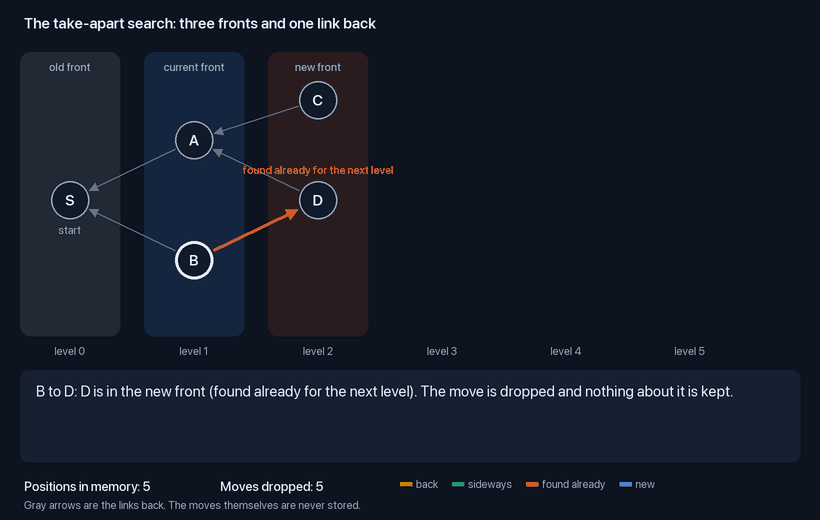 The take-apart search: three fronts and one link back
old front
current front
new front
C
A
found already for the next level
S
D
start
B
level 0
level 1
level 2
level 3
level 4
level 5
B to D: D is in the new front (found already for the next level). The move is dropped and nothing about it is kept.
Positions in memory: 5
Moves dropped: 5
back
sideways
found already
new
Gray arrows are the links back. The moves themselves are never stored.